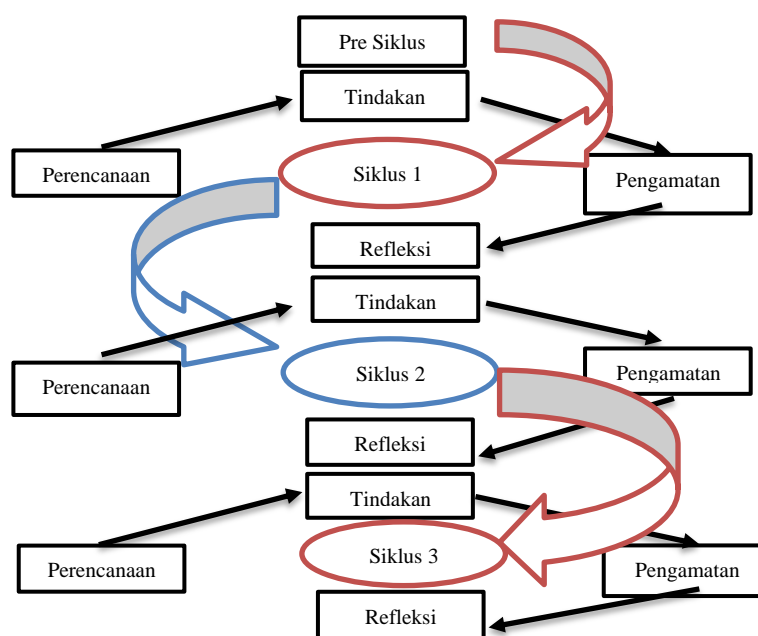 Pre Siklus
Tindakan
Perencanaan
Siklus 1
Pengamatan
Refleksi
Tindakan
Perencanaan
Siklus 2
Pengamatan
Refleksi
Tindakan
Perencanaan
Siklus 3
Pengamatan
Refleksi